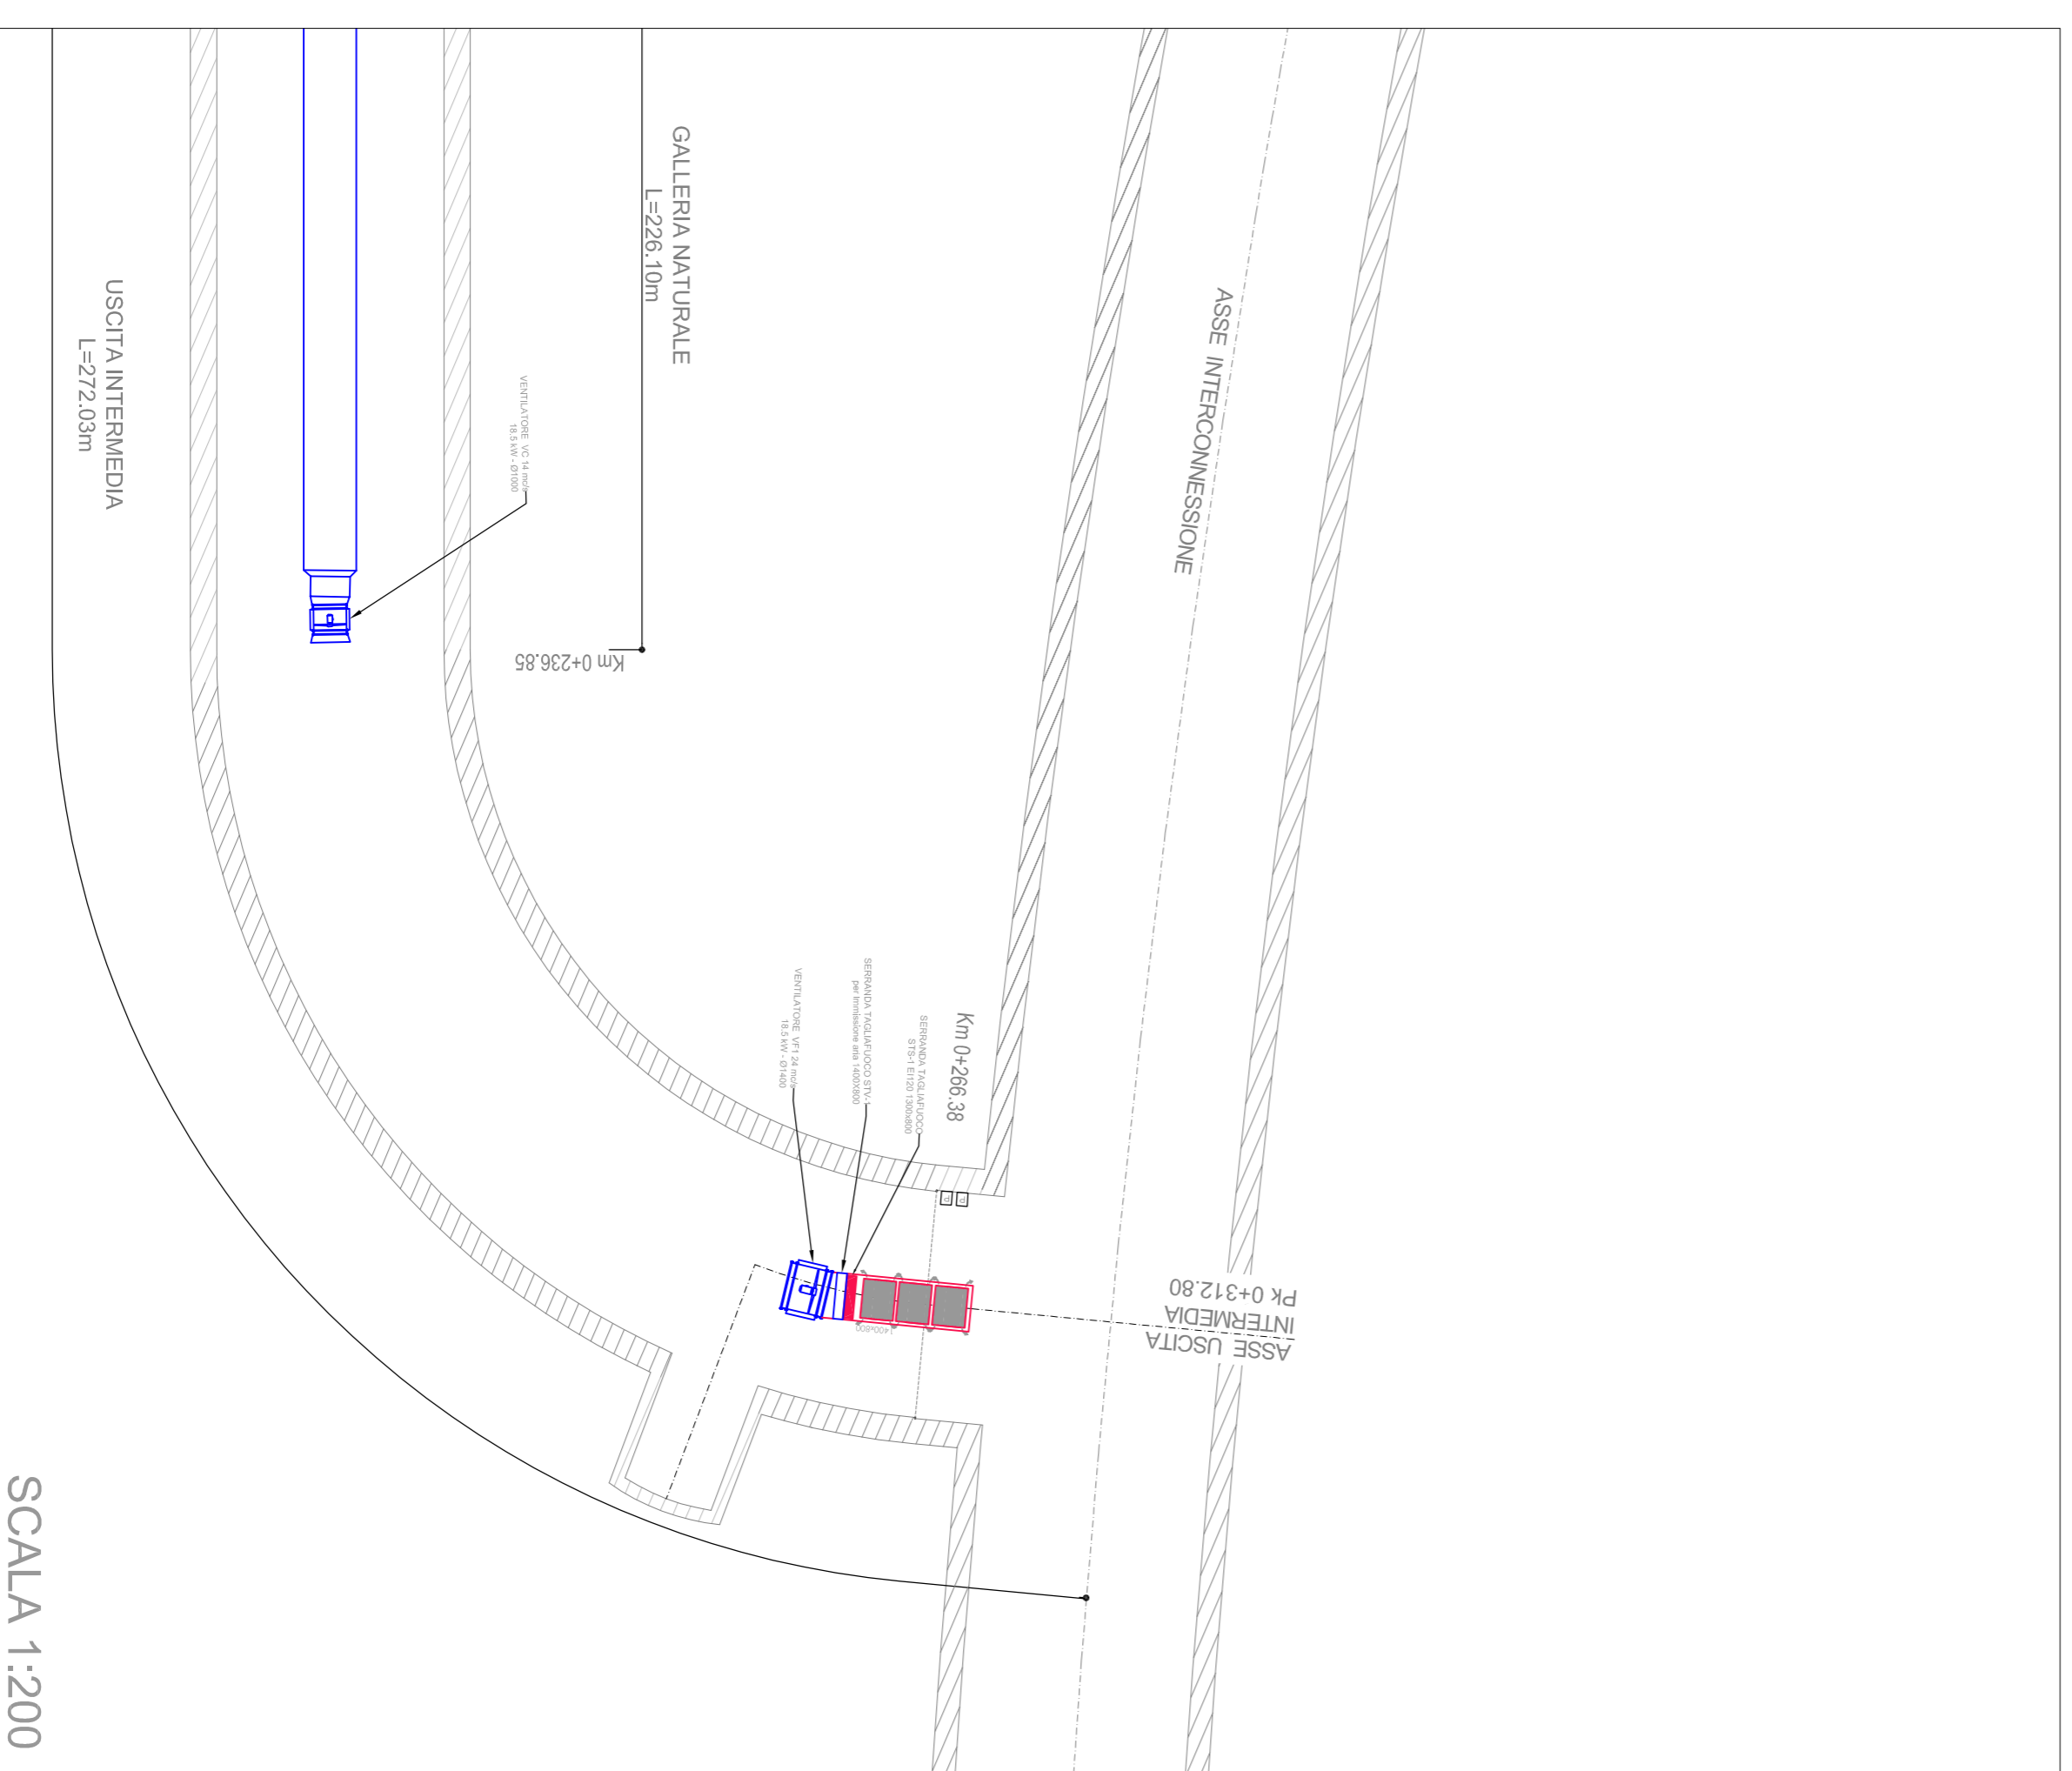 GALLERIA NATURALE
L=226.10m
USCITA INTERMEDIA
L=272.03m
VENTILATORE VC 14 mc/s
18.5 kW - Ø1000
Km 0+236.85
ASSE INTERCONNESSIONE
Km 0+266.38
SERRANDA TAGLIAFUOCO
STS-1 EI120 1300x800
SERRANDA TAGLIAFUOCO STV-1
per immissione aria 1400X800
VENTILATORE VF1 24 mc/s
18.5 kW - Ø1400
P
P
1400x800
ASSE USCITA
INTERMEDIA
Pk 0+312.80
SCALA 1:200